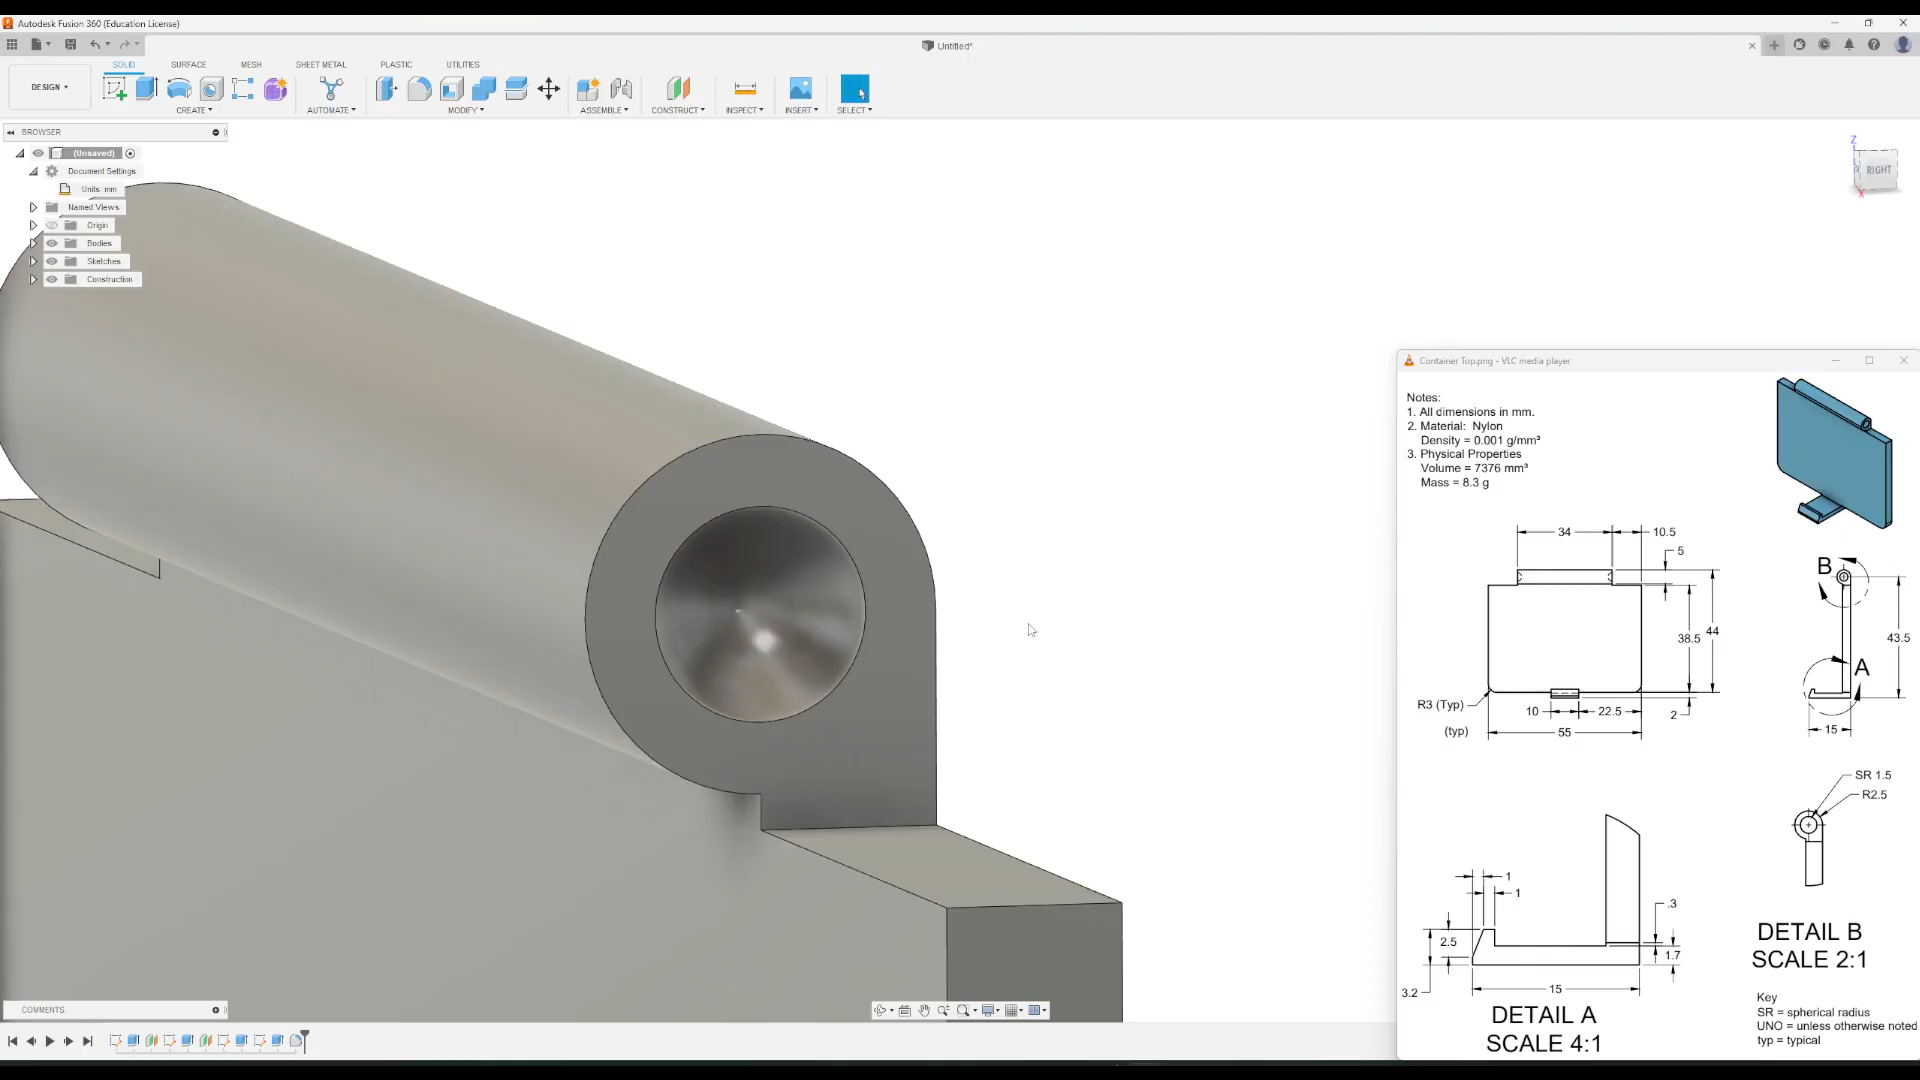 Autodesk Fusion 360 (Education License)
Untitled*
DESIGN
SOLID SURFACE MESH SHEET METAL PLASTIC UTILITIES
CREATE AUTOMATE MODIFY ASSEMBLE CONSTRUCT INSPECT INSERT SELECT
BROWSER
(Unsaved)
Document Settings
Units: mm
Named Views
Origin
Bodies
Sketches
Construction
Z
RIGHT
X
Container Top.png - VLC media player
Notes:
1. All dimensions in mm.
2. Material: Nylon
Density = 0.001 g/mm³
3. Physical Properties
Volume = 7376 mm³
Mass = 8.3 g
34
10.5
5
38.5
44
R3 (Typ)
(typ)
10
22.5
2
55
B
A
43.5
15
SR 1.5
R2.5
1
1
2.5
3.2
.3
1.7
15
DETAIL A
SCALE 4:1
DETAIL B
SCALE 2:1
Key
SR = spherical radius
UNO = unless otherwise noted
typ = typical
COMMENTS